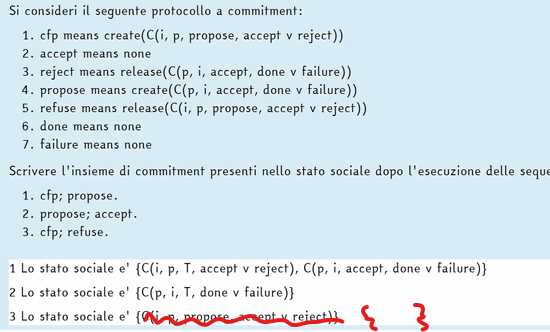 Si consideri il seguente protocollo a commitment:
1. cfp means create(C(i, p, propose, accept v reject))
2. accept means none
3. reject means release(C(p, i, accept, done v failure))
4. propose means create(C(p, i, accept, done v failure))
5. refuse means release(C(i, p, propose, accept v reject))
6. done means none
7. failure means none
Scrivere l'insieme di commitment presenti nello stato sociale dopo l'esecuzione delle seque
1. cfp; propose.
2. propose; accept.
3. cfp; refuse.
1 Lo stato sociale e' {C(i, p, T, accept v reject), C(p, i, accept, done v failure)}
2 Lo stato sociale e' {C(p, i, T, done v failure)}
3 Lo stato sociale e' {C(i, p, propose, accept v reject)} { }